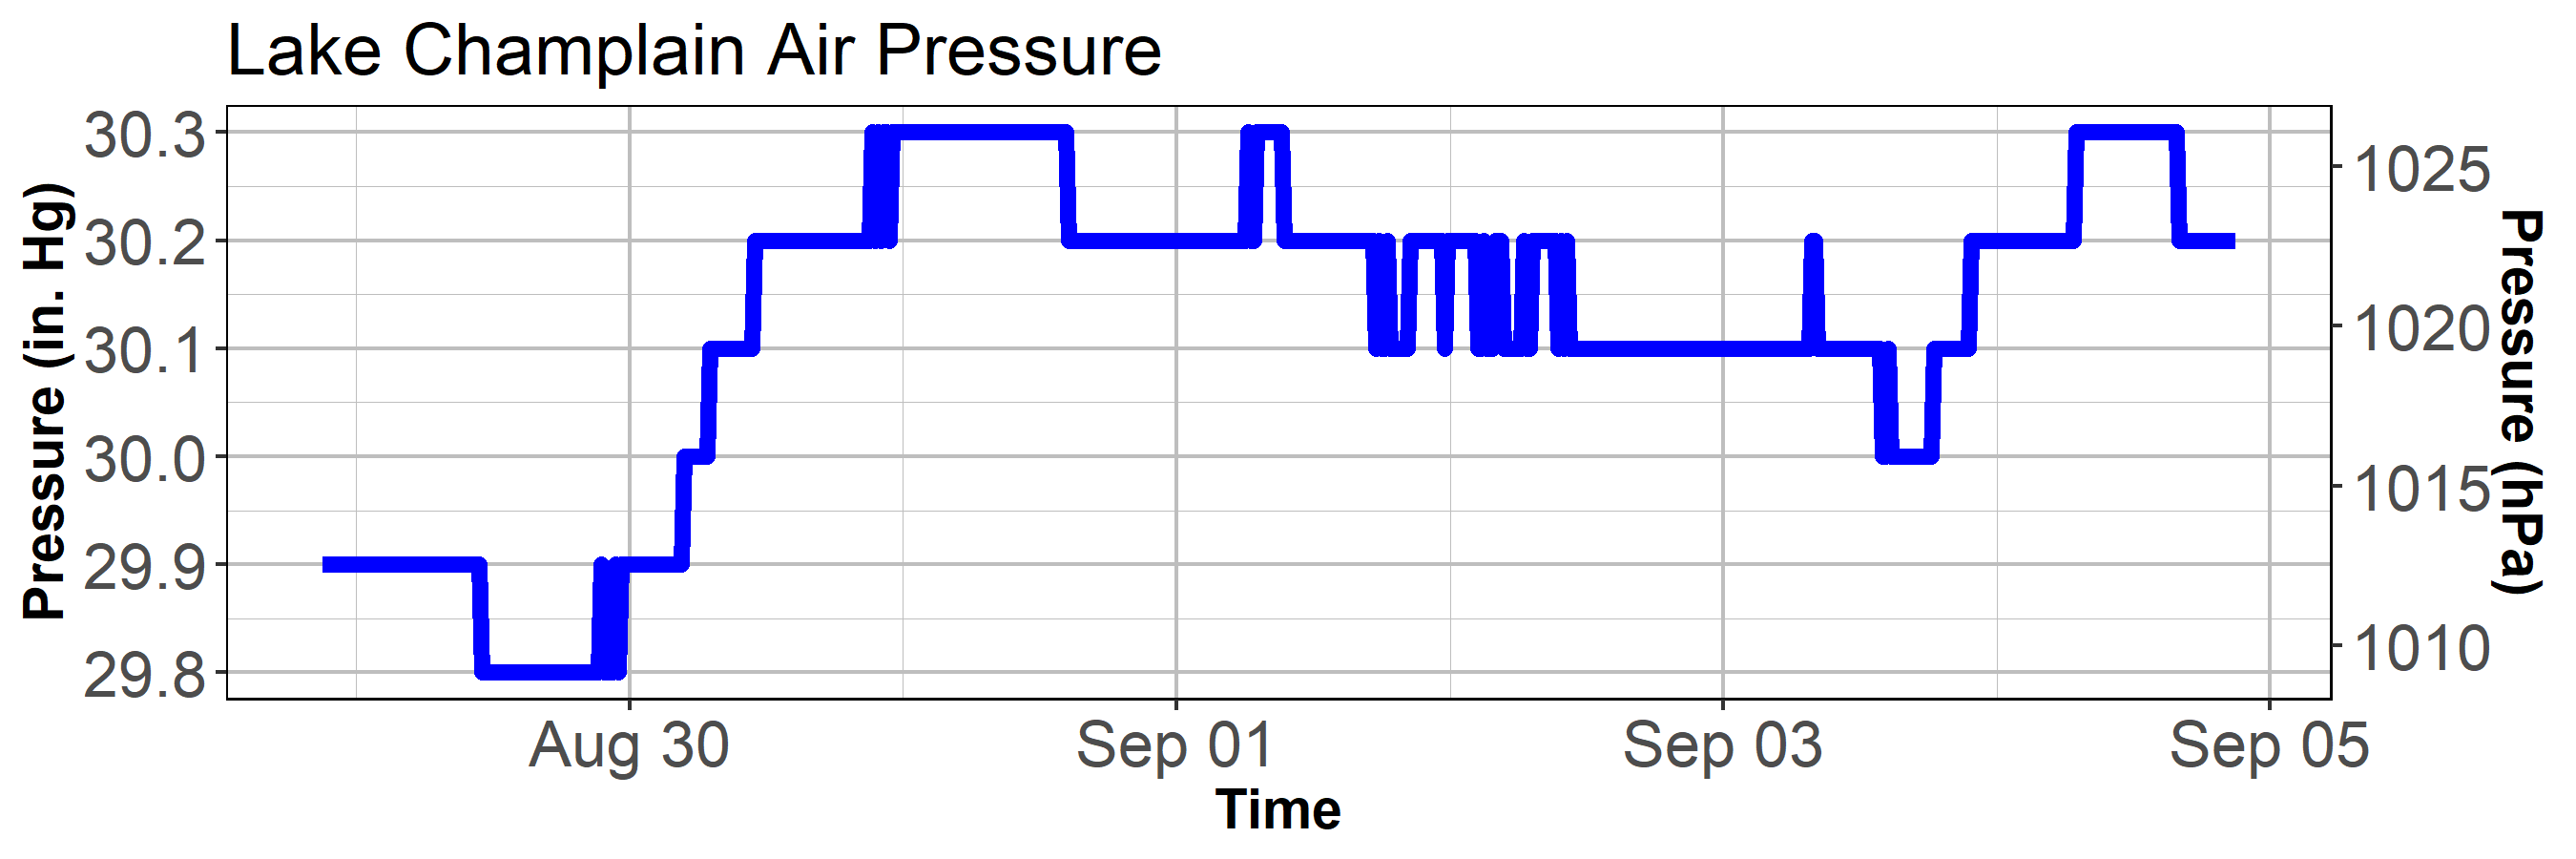 Lake Champlain Air Pressure
30.3
30.2
30.1
30.0
29.9
29.8
Pressure (in. Hg)
1025
1020
1015
1010
Pressure (hPa)
Aug 30 Sep 01 Sep 03 Sep 05
Time